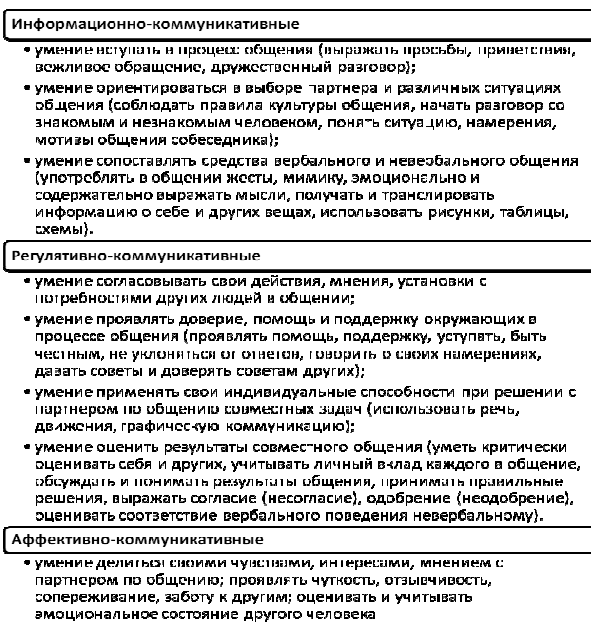 Информационно-коммуникативные
• умение вступать в процесс общения (выражать просьбы, приветствия,
вежливое обращение, дружественный разговор);
• умение ориентироваться в выборе партнера и различных ситуациях
общения (соблюдать правила культуры общения, начать разговор со
знакомым и незнакомым человеком, понять ситуацию, намерения,
мотивы общения собеседника);
• умение сопоставлять средства вербального и невербального общения
(употреблять в общении жесты, мимику, эмоционально и
содержательно выражать мысли, получать и транслировать
информацию о себе и других вещах, использовать рисунки, таблицы,
схемы).
Регулятивно-коммуникативные
• умение согласовывать свои действия, мнения, установки с
потребностями других людей в общении;
• умение проявлять доверие, помощь и поддержку окружающих в
процессе общения (проявлять помощь, поддержку, уступать, быть
честным, не уклоняться от ответов, говорить о своих намерениях,
давать советы и доверять советам других);
• умение применять свои индивидуальные способности при решении с
партнером по общению совместных задач (использовать речь,
движения, графическую коммуникацию);
• умение оценить результаты совместного общения (уметь критически
оценивать себя и других, учитывать личный вклад каждого в общение,
обсуждать и понимать результаты общения, принимать правильные
решения, выражать согласие (несогласие), одобрение (неодобрение),
оценивать соответствие вербального поведения невербальному).
Аффективно-коммуникативные
• умение делиться своими чувствами, интересами, мнением с
партнером по общению; проявлять чуткость, отзывчивость,
сопереживание, заботу к другим; оценивать и учитывать
эмоциональное состояние другого человека